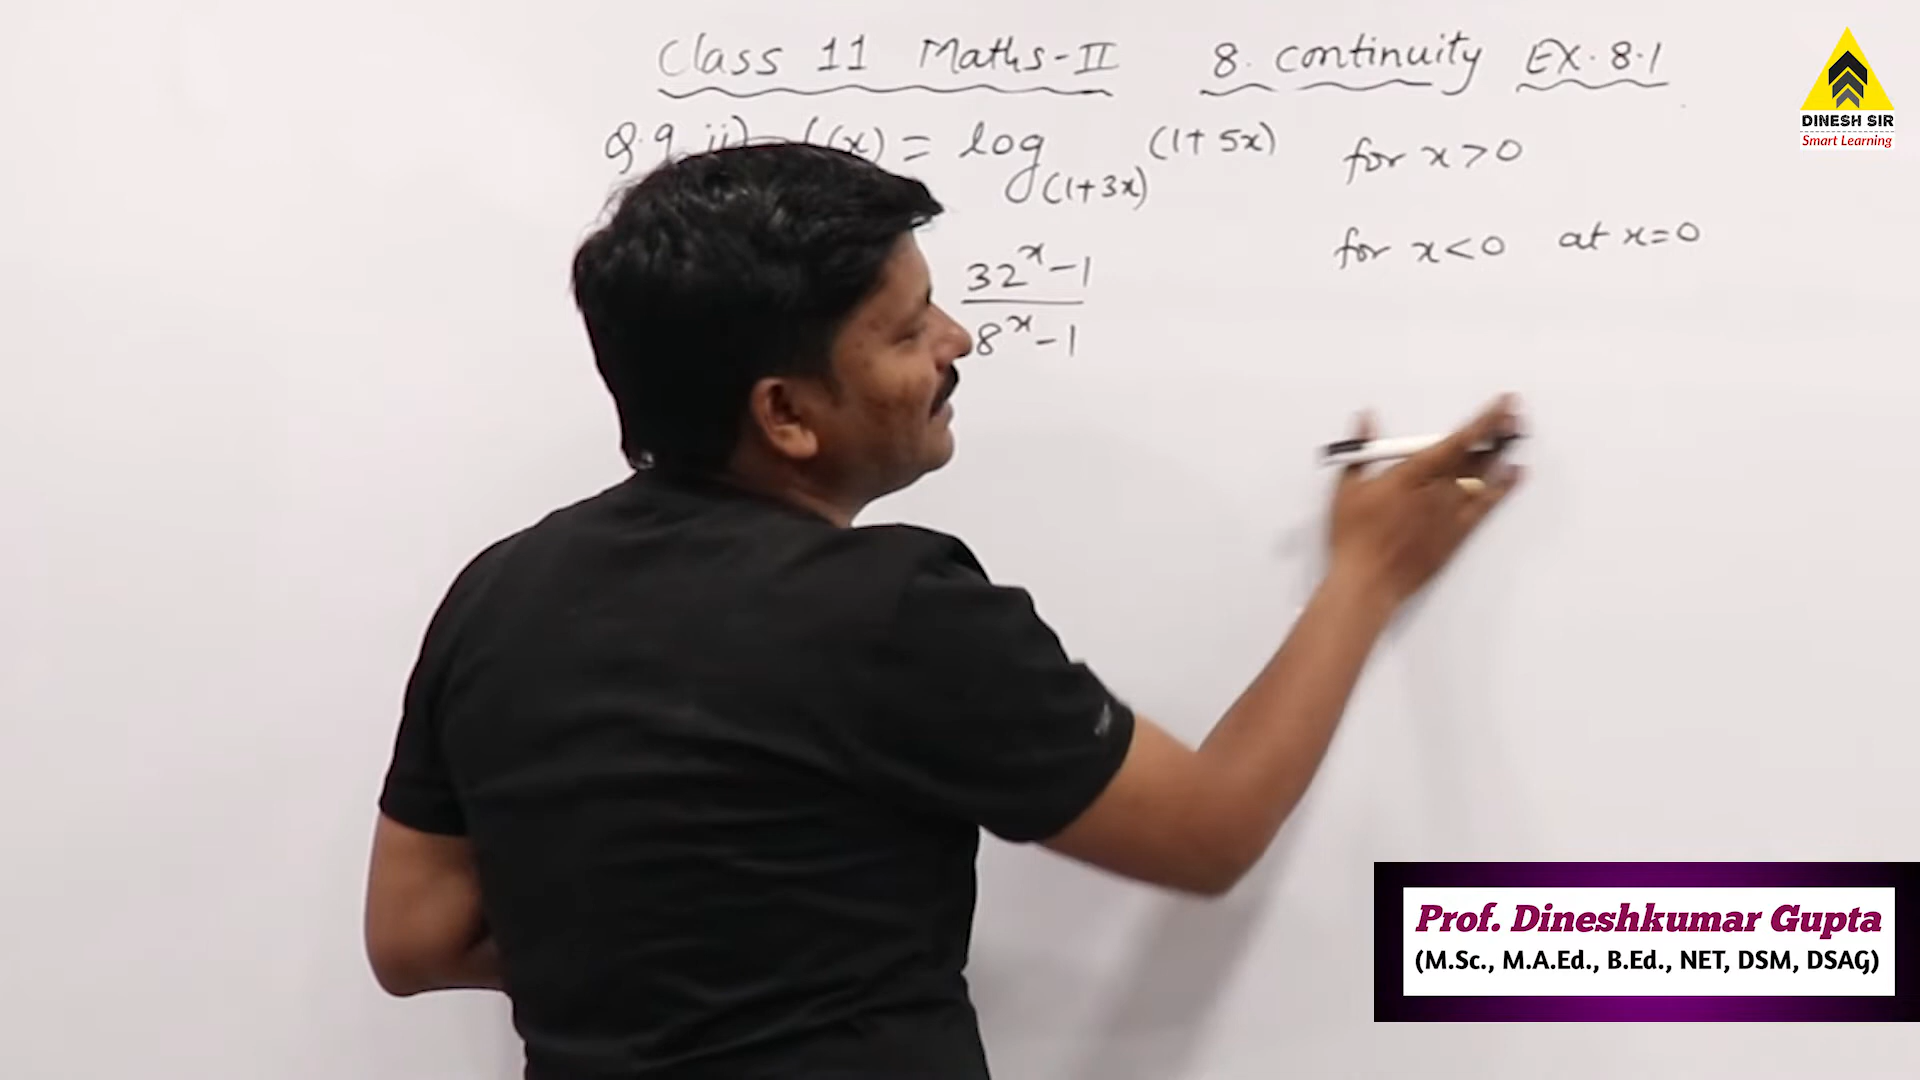 Class 11 Maths-II 8. Continuity EX. 8.1
Q.9 ii) f(x) = log (1+3x) (1+5x) for x>0
32^x-1 for x<0 at x=0
8^x-1
DINESH SIR
Smart Learning
Prof. Dineshkumar Gupta
(M.Sc., M.A.Ed., B.Ed., NET, DSM, DSAG)